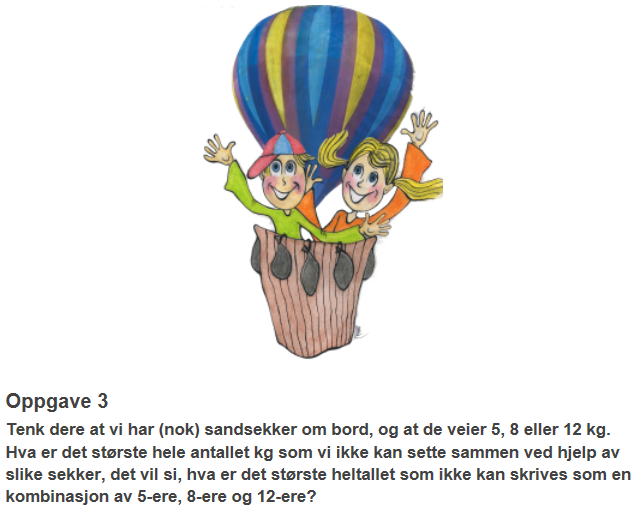 Oppgave 3
Tenk dere at vi har (nok) sandsekker om bord, og at de veier 5, 8 eller 12 kg.
Hva er det største hele antallet kg som vi ikke kan sette sammen ved hjelp av
slike sekker, det vil si, hva er det største heltallet som ikke kan skrives som en
kombinasjon av 5-ere, 8-ere og 12-ere?